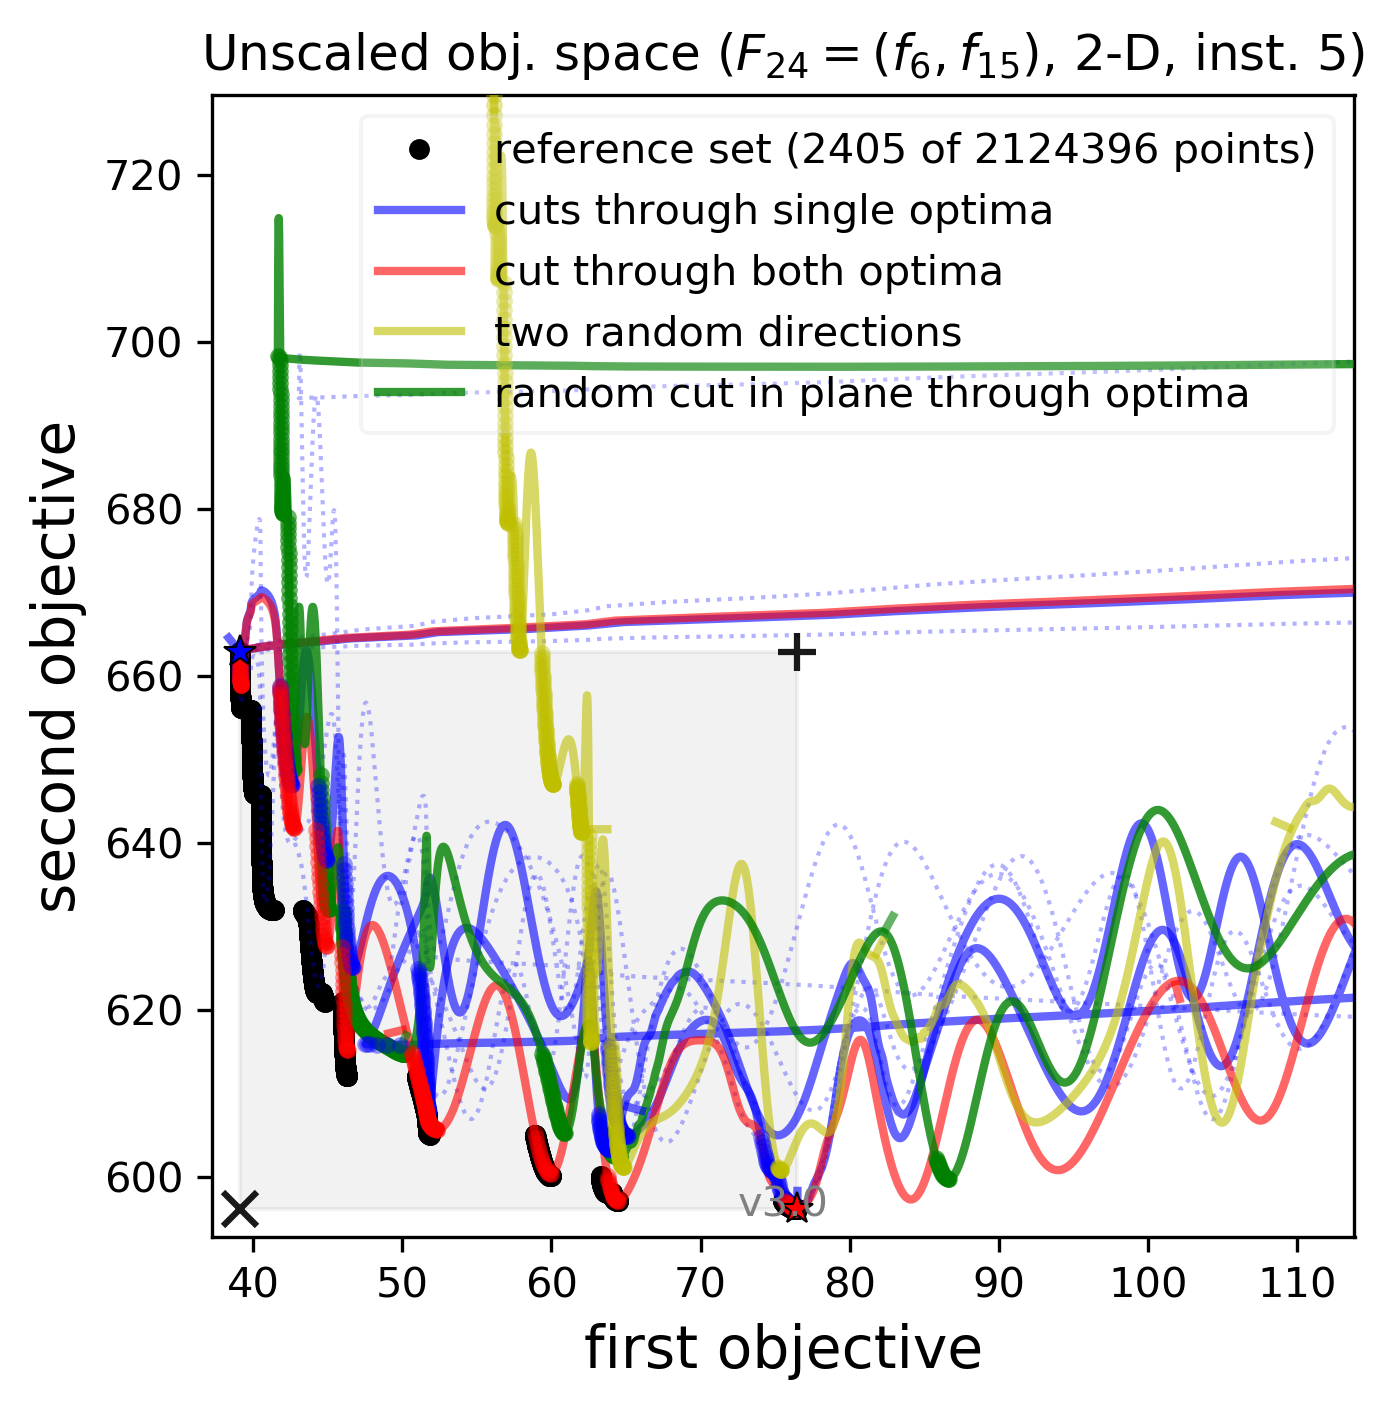 Unscaled obj. space (F₂₄ = (f₆, f₁₅), 2-D, inst. 5)
reference set (2405 of 2124396 points)
cuts through single optima
cut through both optima
two random directions
random cut in plane through optima
720
700
680
660
640
620
600
second objective
v3.0
40 50 60 70 80 90 100 110
first objective